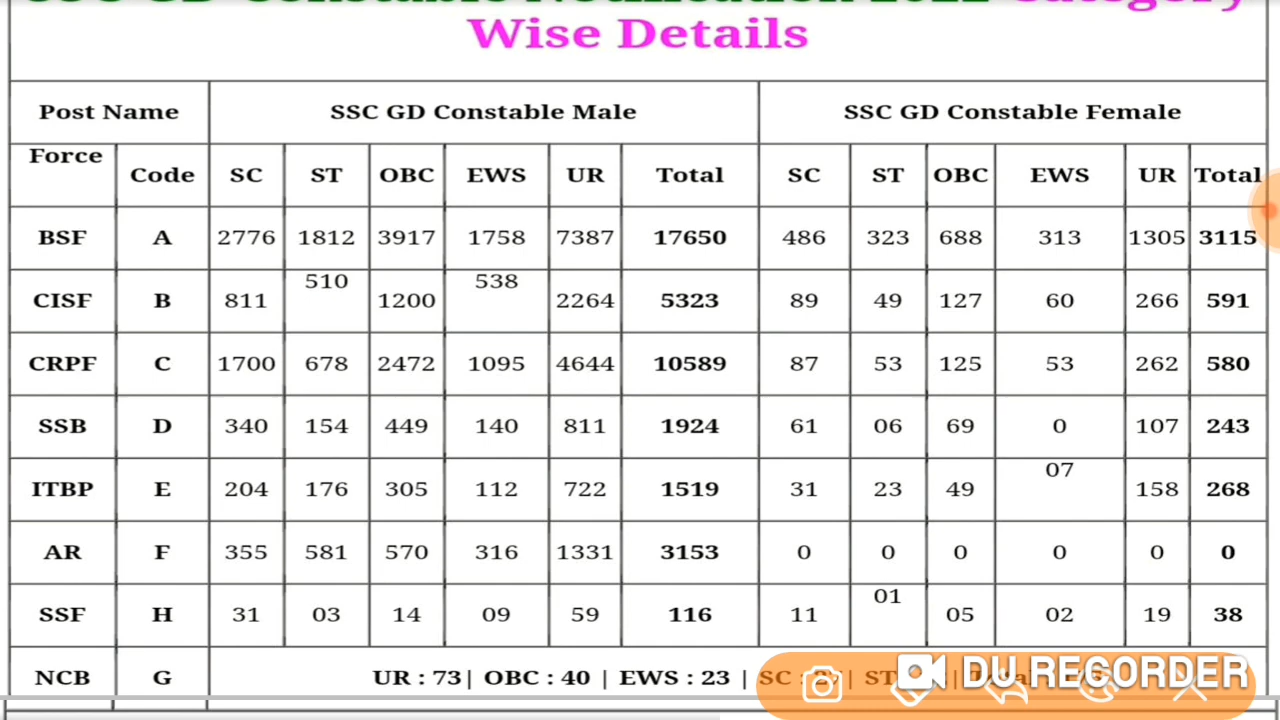 Wise Details
Post Name SSC GD Constable Male SSC GD Constable Female
Force Code SC ST OBC EWS UR Total SC ST OBC EWS UR Total
BSF A 2776 1812 3917 1758 7387 17650 486 323 688 313 1305 3115
CISF B 811 510 1200 538 2264 5323 89 49 127 60 266 591
CRPF C 1700 678 2472 1095 4644 10589 87 53 125 53 262 580
SSB D 340 154 449 140 811 1924 61 06 69 0 107 243
ITBP E 204 176 305 112 722 1519 31 23 49 07 158 268
AR F 355 581 570 316 1331 3153 0 0 0 0 0 0
SSF H 31 03 14 09 59 116 11 01 05 02 19 38
NCB G UR : 73| OBC : 40 | EWS : 23 | SC : | ST
DU RECORDER